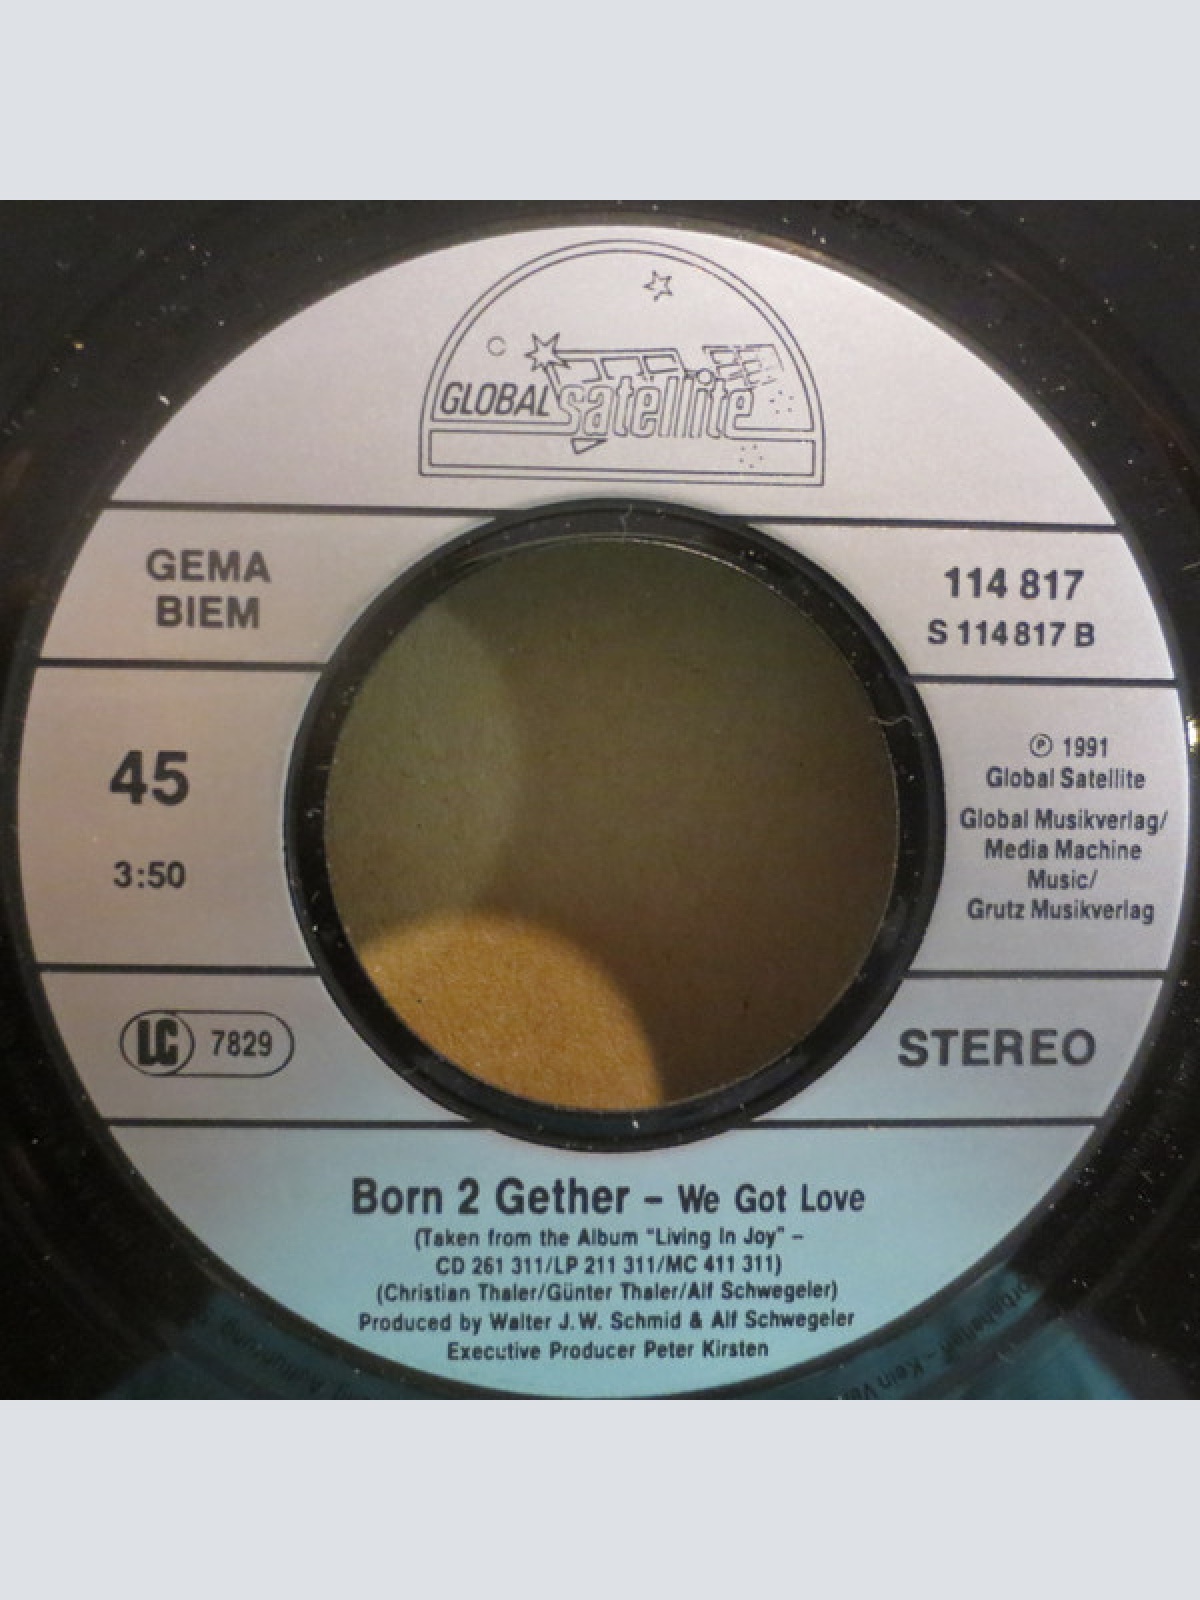 GLOBAL satellite
GEMA
BIEM
114 817
S 114817 B
45
3:50
℗ 1991
Global Satellite
Global Musikverlag/
Media Machine
Music/
Grutz Musikverlag
LC 7829
STEREO
Born 2 Gether – We Got Love
(Taken from the Album "Living In Joy" –
CD 261 311/LP 211 311/MC 411 311)
(Christian Thaler/Günter Thaler/Alf Schwegeler)
Produced by Walter J.W. Schmid & Alf Schwegeler
Executive Producer Peter Kirsten